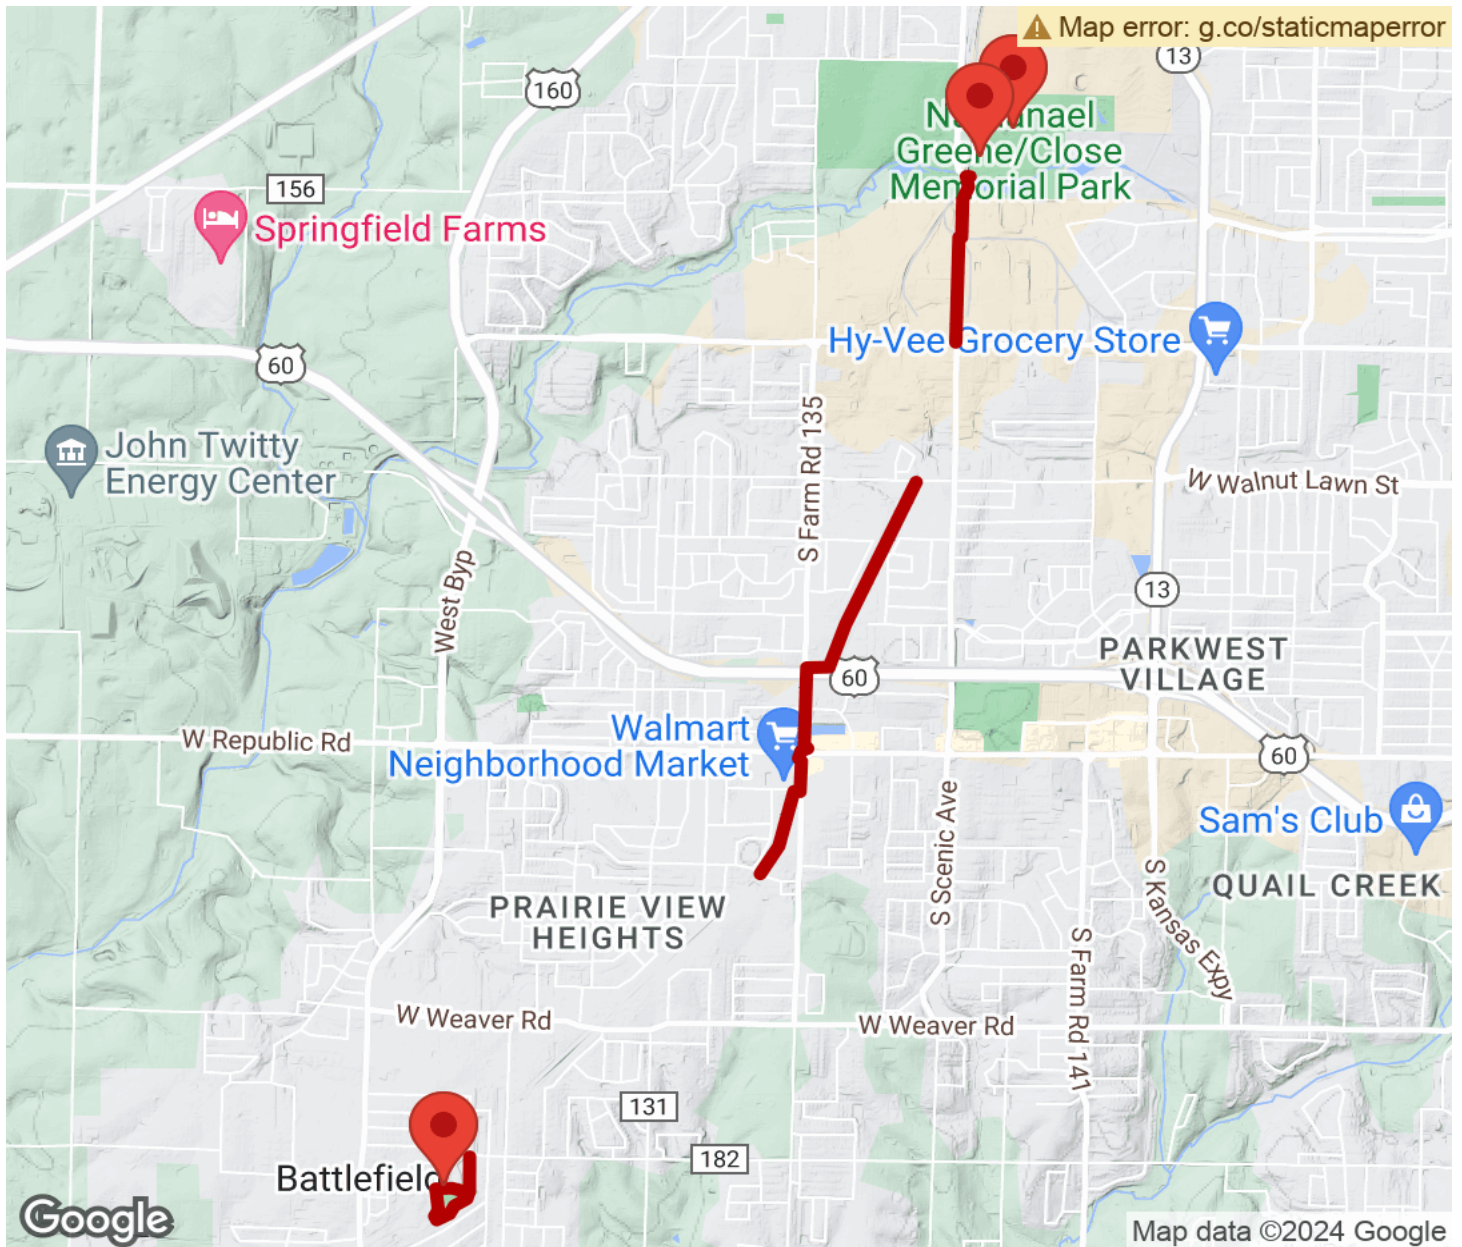 Map error: g.co/staticmaperror
13
160
Greene/Close
Memorial Park
156
Springfield Farms
Hy-Vee Grocery Store
60
S Farm Rd 135
John Twitty
Energy Center
W Walnut Lawn St
West Byp
13
PARKWEST
VILLAGE
60
Walmart
Neighborhood Market
W Republic Rd
60
Sam's Club
S Scenic Ave
S Kansas Expy
QUAIL CREEK
PRAIRIE VIEW
HEIGHTS
S Farm Rd 141
W Weaver Rd
W Weaver Rd
131
182
Battlefield
Google
Map data ©2024 Google